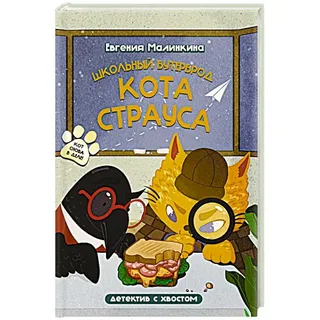 Евгения Малинкина
Школьный бутерброд
кота
Страуса
кот
снова
в деле
детектив с хвостом